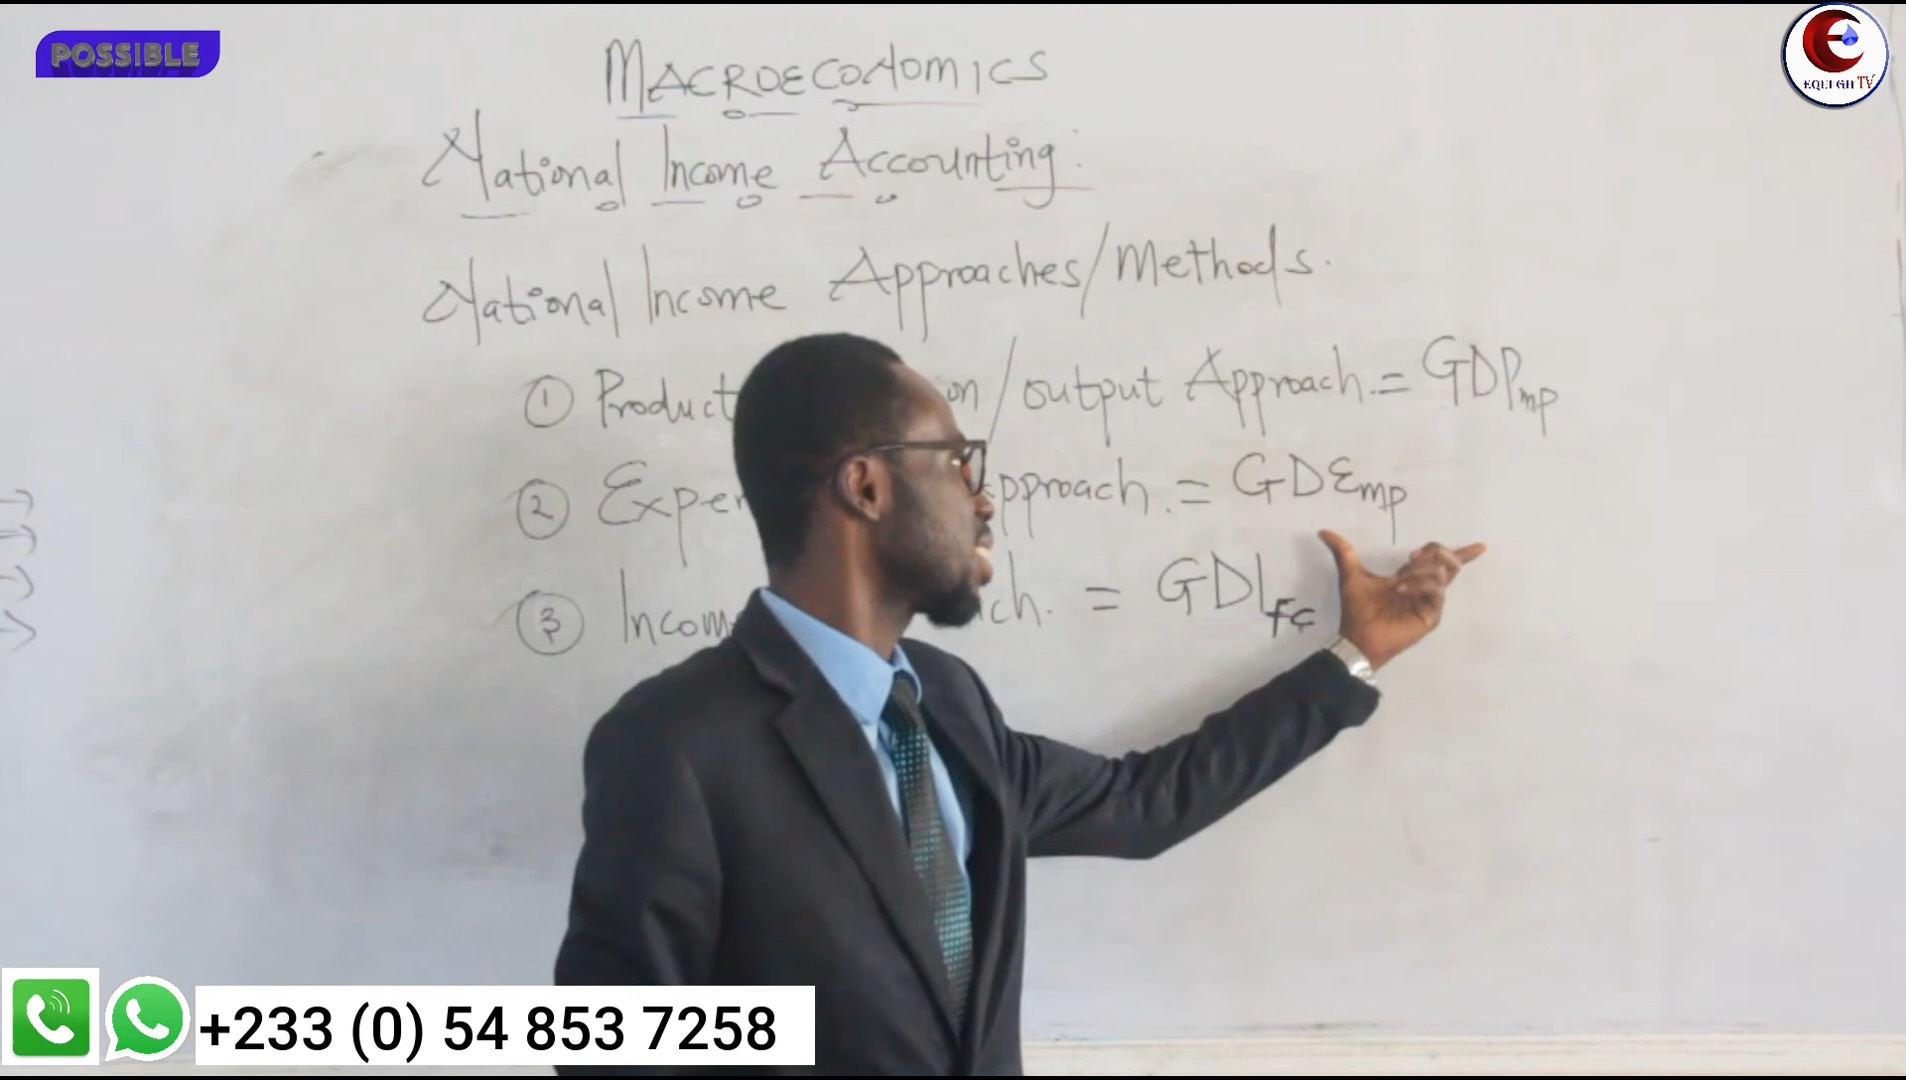 POSSIBLE
EQUI GH TV
MACROECONOMICS
National Income Accounting:
National Income Approaches/Methods.
① Product on/output Approach. = GDPmp
② Exper pproach. = GDEmp
③ Incom ch. = GDIfc
+233 (0) 54 853 7258